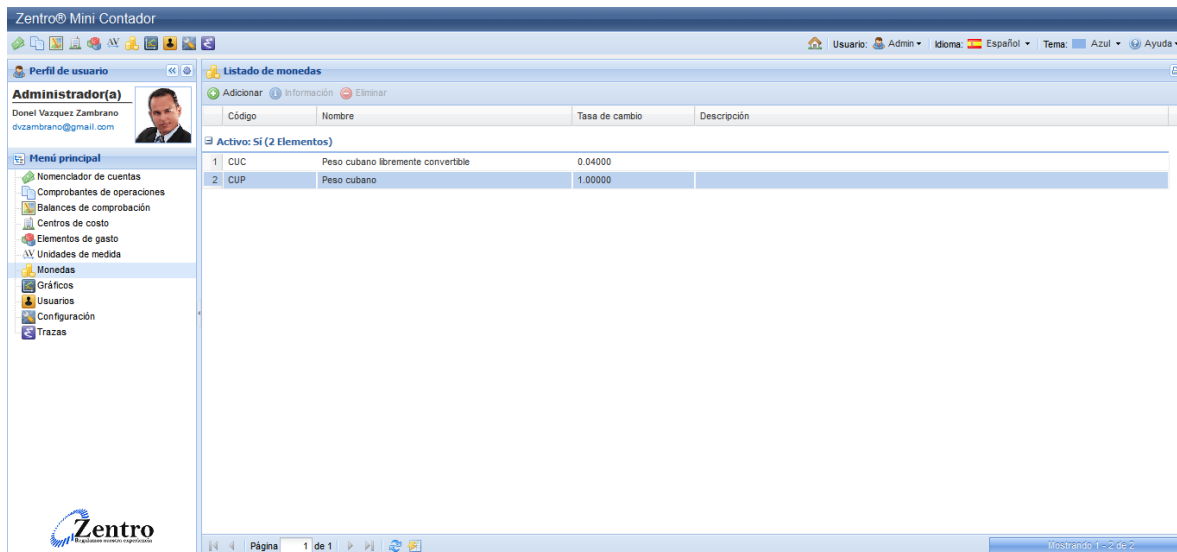 Zentro® Mini Contador
Usuario: Admin Idioma: Español Tema: Azul Ayuda
Perfil de usuario
Administrador(a)
Donel Vazquez Zambrano
dvzambrano@gmail.com
Menú principal
Nomenclador de cuentas
Comprobantes de operaciones
Balances de comprobación
Centros de costo
Elementos de gasto
Unidades de medida
Monedas
Gráficos
Usuarios
Configuración
Trazas
Zentro
Regulamos nuestra experiencia
Listado de monedas
Adicionar Información Eliminar
Código Nombre Tasa de cambio Descripción
Activo: Sí (2 Elementos)
1 CUC Peso cubano libremente convertible 0.04000
2 CUP Peso cubano 1.00000
Página 1 de 1 Mostrando 1 - 2 de 2